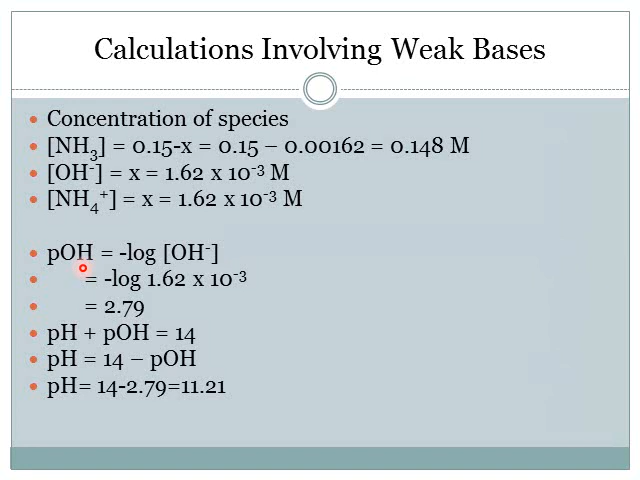 Calculations Involving Weak Bases
• Concentration of species
• [NH₃] = 0.15-x = 0.15 – 0.00162 = 0.148 M
• [OH⁻] = x = 1.62 x 10⁻³ M
• [NH₄⁺] = x = 1.62 x 10⁻³ M
• pOH = -log [OH⁻]
• = -log 1.62 x 10⁻³
• = 2.79
• pH + pOH = 14
• pH = 14 – pOH
• pH= 14-2.79=11.21